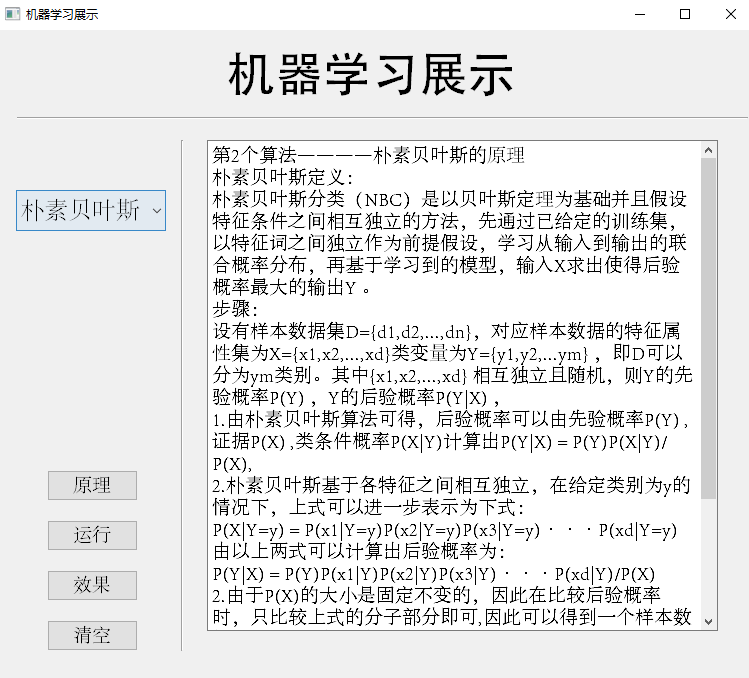 机器学习展示
机器学习展示
朴素贝叶斯
原理
运行
效果
清空
第2个算法————朴素贝叶斯的原理
朴素贝叶斯定义：
朴素贝叶斯分类（NBC）是以贝叶斯定理为基础并且假设
特征条件之间相互独立的方法，先通过已给定的训练集，
以特征词之间独立作为前提假设，学习从输入到输出的联
合概率分布，再基于学习到的模型，输入X求出使得后验
概率最大的输出Y 。
步骤：
设有样本数据集D={d1,d2,...,dn}，对应样本数据的特征属
性集为X={x1,x2,...,xd}类变量为Y={y1,y2,...ym} ，即D可以
分为ym类别。其中{x1,x2,...,xd} 相互独立且随机，则Y的先
验概率P(Y) ，Y的后验概率P(Y|X) ，
1.由朴素贝叶斯算法可得，后验概率可以由先验概率P(Y) ,
证据P(X) ,类条件概率P(X|Y)计算出P(Y|X) = P(Y)P(X|Y)/
P(X),
2.朴素贝叶斯基于各特征之间相互独立，在给定类别为y的
情况下，上式可以进一步表示为下式：
P(X|Y=y) = P(x1|Y=y)P(x2|Y=y)P(x3|Y=y) · · · P(xd|Y=y)
由以上两式可以计算出后验概率为：
P(Y|X) = P(Y)P(x1|Y)P(x2|Y)P(x3|Y) · · · P(xd|Y)/P(X)
2.由于P(X)的大小是固定不变的，因此在比较后验概率
时，只比较上式的分子部分即可,因此可以得到一个样本数